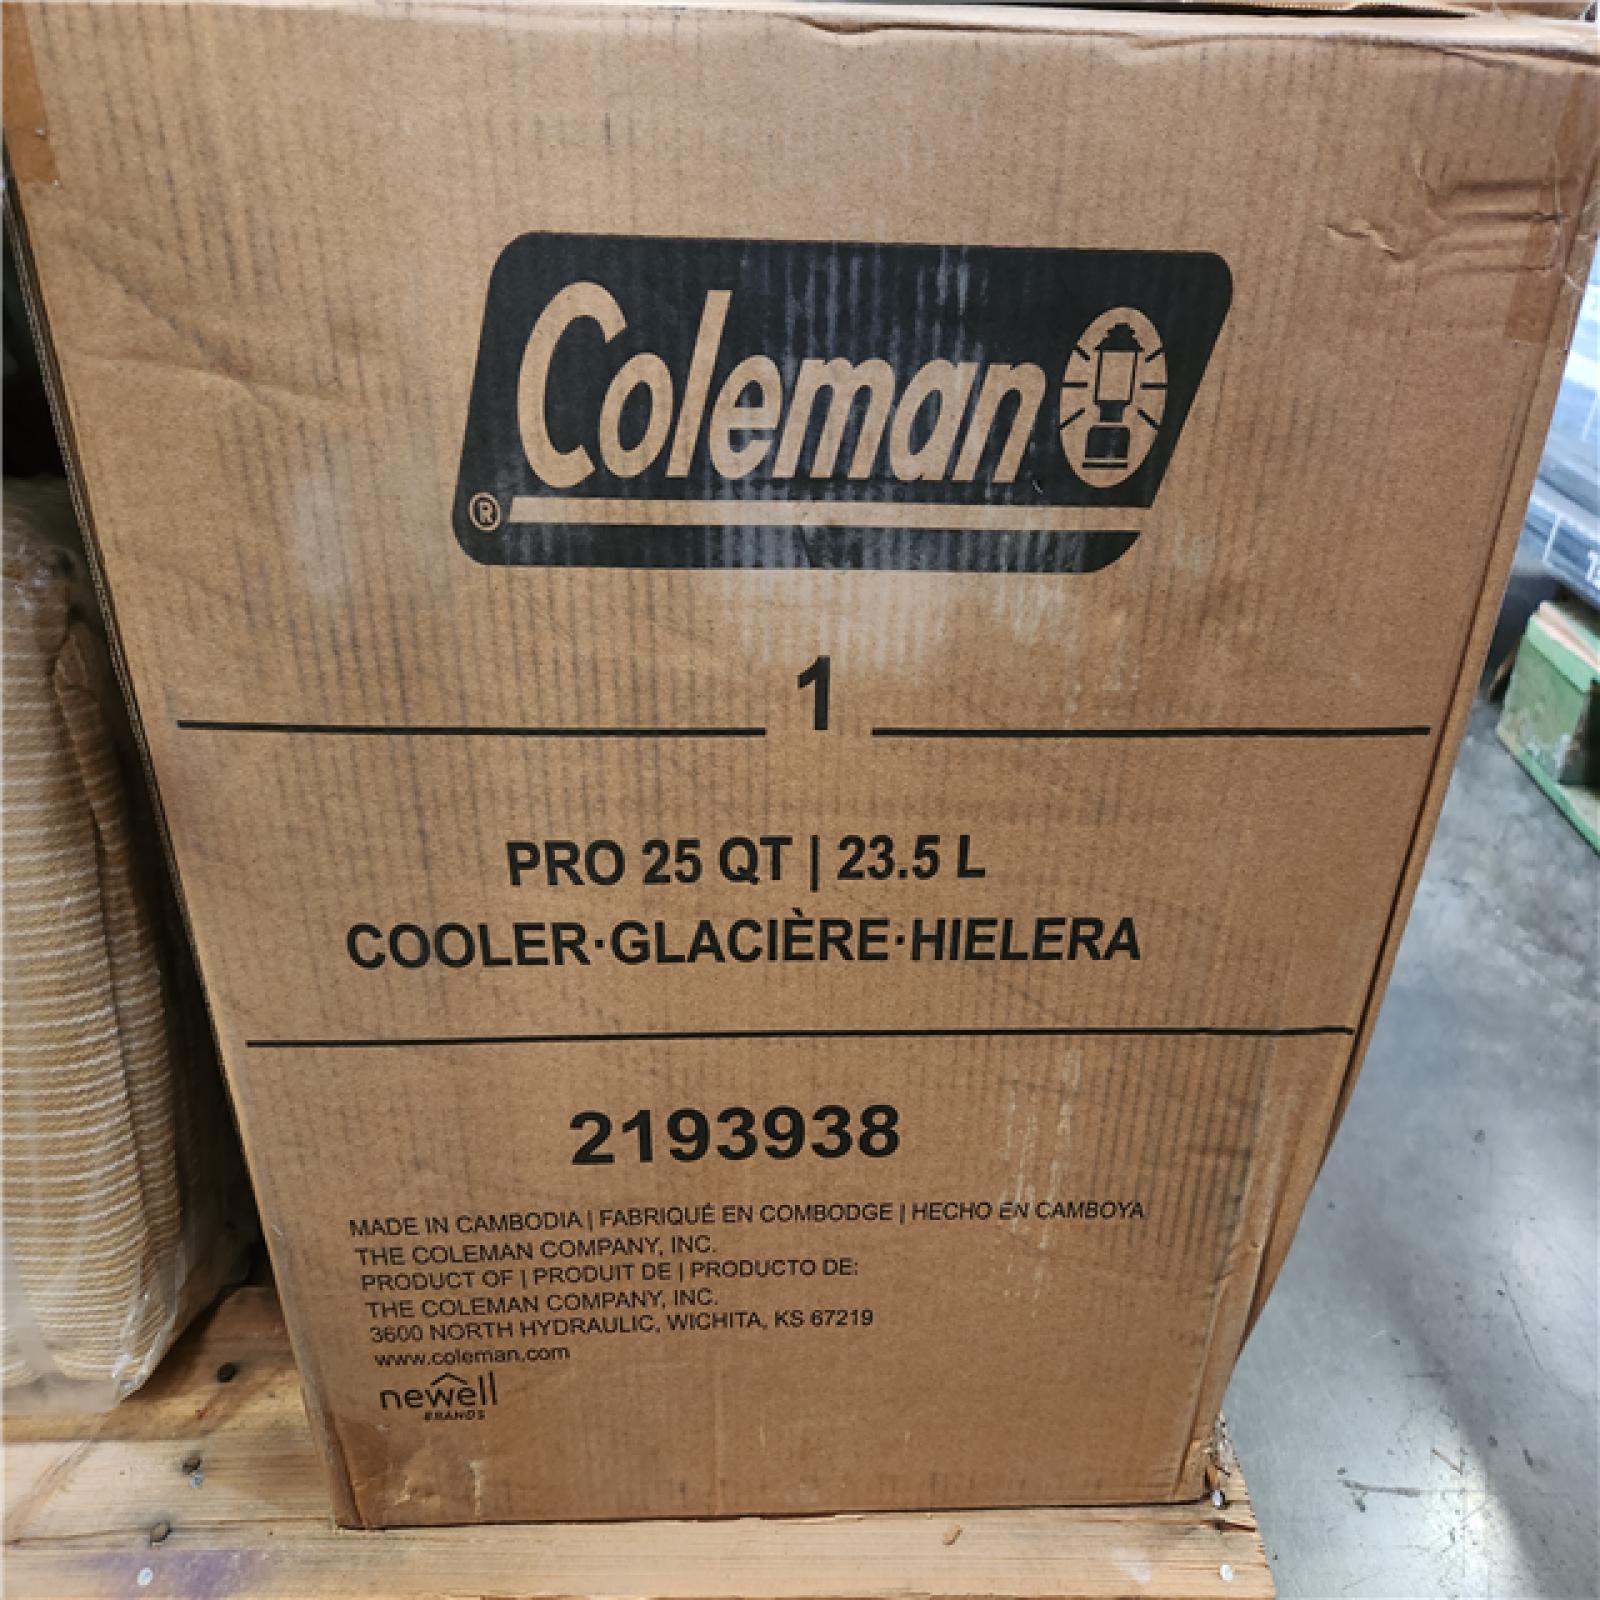 Coleman
®
1
PRO 25 QT | 23.5 L
COOLER·GLACIÈRE·HIELERA
2193938
MADE IN CAMBODIA | FABRIQUÉ EN COMBODGE | HECHO EN CAMBOYA
THE COLEMAN COMPANY, INC.
PRODUCT OF | PRODUIT DE | PRODUCTO DE:
THE COLEMAN COMPANY, INC.
3600 NORTH HYDRAULIC, WICHITA, KS 67219
www.coleman.com
newell
BRANDS